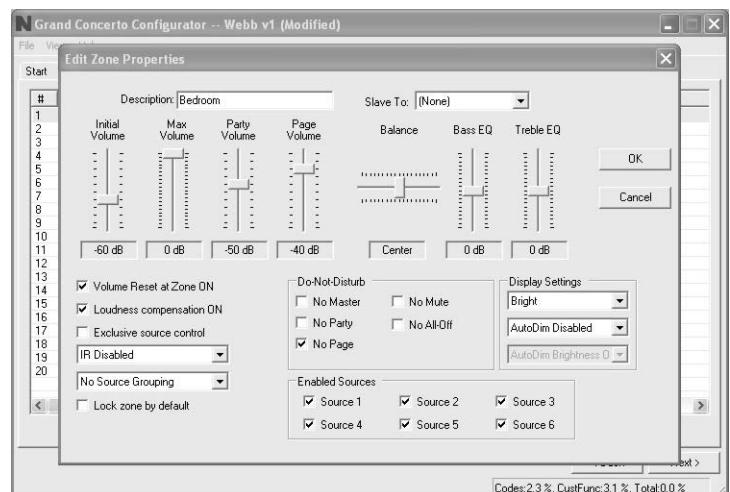 N Grand Concerto Configurator -- Webb v1 (Modified)
File
Edit Zone Properties
Start
#
1
2
3
4
5
6
7
8
9
10
11
12
13
14
15
16
17
18
19
20
Description: Bedroom
Slave To: (None)
Initial Volume
Max Volume
Party Volume
Page Volume
Balance
Bass EQ
Treble EQ
OK
Cancel
-60 dB
0 dB
-50 dB
-40 dB
Center
0 dB
0 dB
Volume Reset at Zone ON
Loudness compensation ON
Exclusive source control
IR Disabled
No Source Grouping
Lock zone by default
Do-Not-Disturb
No Master
No Mute
No Party
No All-Off
No Page
Display Settings
Bright
AutoDim Disabled
AutoDim Brightness 0
Enabled Sources
Source 1
Source 2
Source 3
Source 4
Source 5
Source 6
Codes:2.3 %, CustFunc:3.1 %, Total:0.0 %